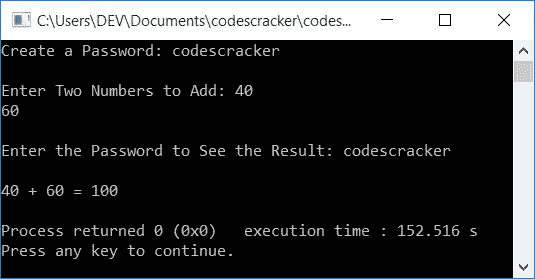 C:\Users\DEV\Documents\codescracker\codes...
Create a Password: codescracker
Enter Two Numbers to Add: 40
60
Enter the Password to See the Result: codescracker
40 + 60 = 100
Process returned 0 (0x0)   execution time : 152.516 s
Press any key to continue.